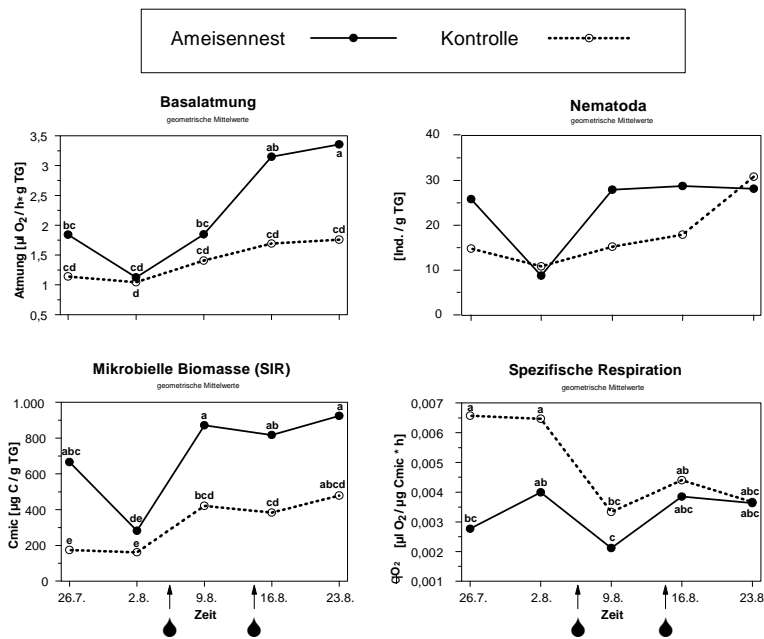 Ameisennest Kontrolle
Basalatmung
geometrische Mittelwerte
Atmung [µl O2/ h* g TG]
3,5
3
2,5
2
1,5
1
0,5
bc
cd
bc
ab
a
cd
d
cd
cd
cd
Nematoda
geometrische Mittelwerte
[Ind. / g TG]
40
30
20
10
0
Mikrobielle Biomasse (SIR)
geometrische Mittelwerte
Cmic [µg C / g TG]
1.000
800
600
400
200
0
abc
de
a
ab
a
e
e
bcd
cd
abcd
26.7. 2.8. 9.8. 16.8. 23.8.
Zeit
Spezifische Respiration
geometrische Mittelwerte
qO2 [µl O2/ µg Cmic * h]
0,007
0,006
0,005
0,004
0,003
0,002
0,001
a
a
bc
ab
abc
bc
ab
c
abc
abc
26.7. 2.8. 9.8. 16.8. 23.8.
Zeit